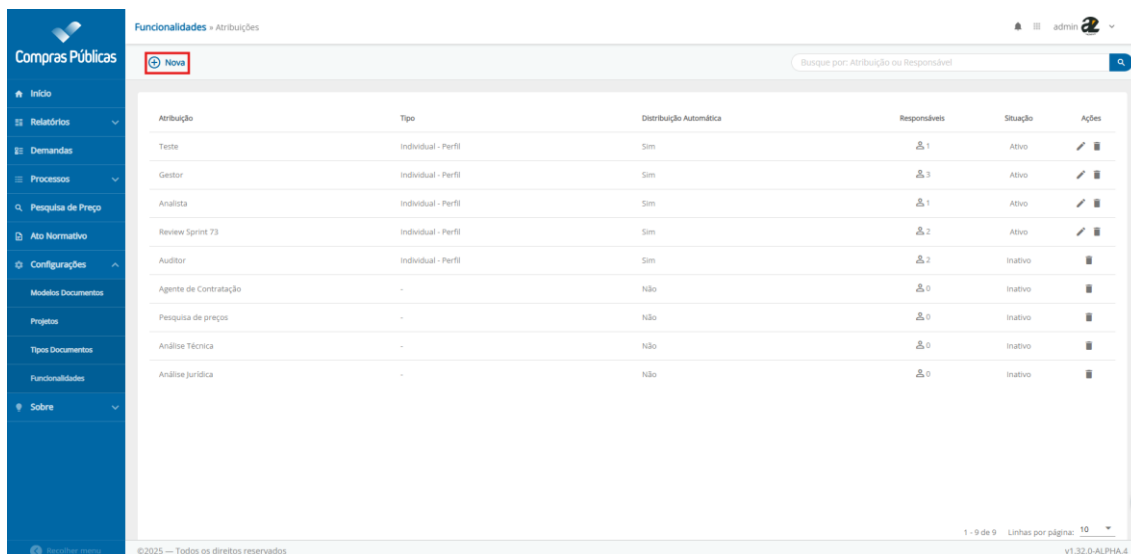 Compras Públicas
Início
Relatórios
Demandas
Processos
Pesquisa de Preço
Ato Normativo
Configurações
Modelos Documentos
Projetos
Tipos Documentos
Funcionalidades
Sobre
Recolher menu
Funcionalidades » Atribuições
admin
Nova
Busque por: Atribuição ou Responsável
Atribuição Tipo Distribuição Automática Responsáveis Situação Ações
Teste Individual - Perfil Sim 1 Ativo
Gestor Individual - Perfil Sim 3 Ativo
Analista Individual - Perfil Sim 1 Ativo
Review Sprint 73 Individual - Perfil Sim 2 Ativo
Auditor Individual - Perfil Sim 2 Inativo
Agente de Contratação - Não 0 Inativo
Pesquisa de preços - Não 0 Inativo
Análise Técnica - Não 0 Inativo
Análise Jurídica - Não 0 Inativo
1 - 9 de 9 Linhas por página: 10
©2025 — Todos os direitos reservados v1.32.0-ALPHA.4